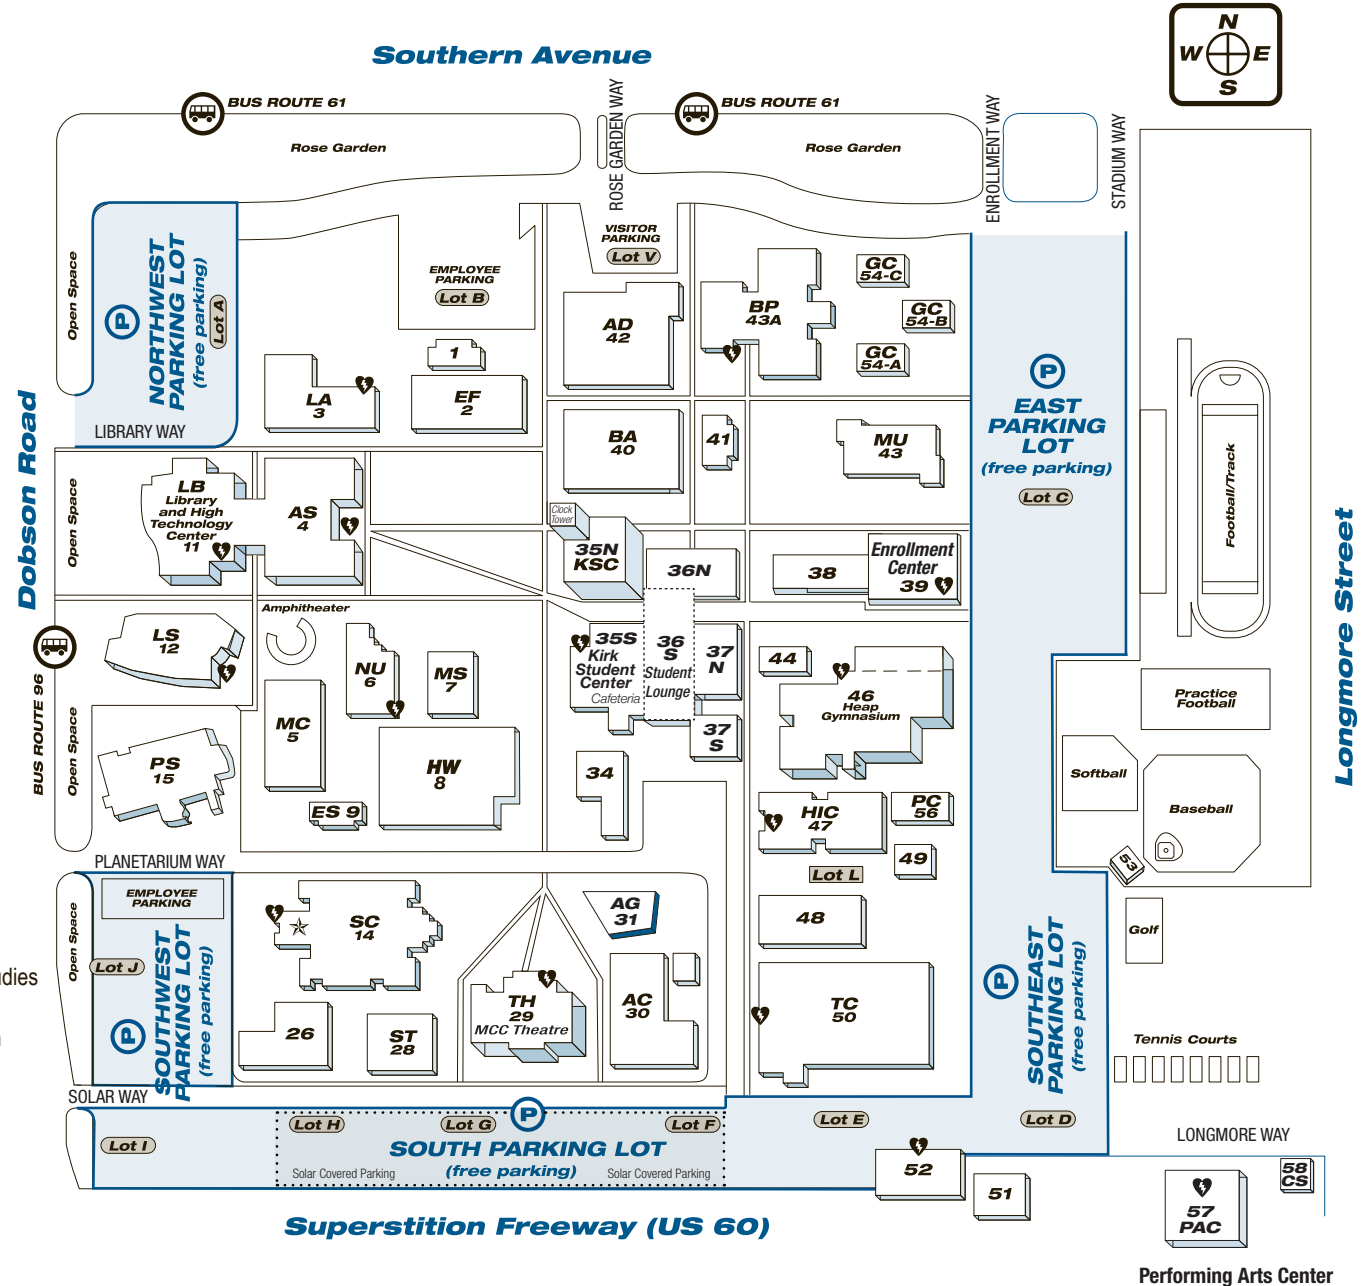 N
W E
S
Southern Avenue
BUS ROUTE 61
BUS ROUTE 61
Rose Garden
ROSE GARDEN WAY
Rose Garden
ENROLLMENT WAY
STADIUM WAY
Open Space
P
NORTHWEST
PARKING LOT
(free parking)
Lot A
LIBRARY WAY
EMPLOYEE
PARKING
Lot B
VISITOR
PARKING
Lot V
AD
42
BP
43A
GC
54-C
GC
54-B
GC
54-A
1
LA
3
EF
2
BA
40
41
MU
43
P
EAST
PARKING
LOT
(free parking)
Lot C
Football/Track
Dobson Road
Longmore Street
Open Space
LB
Library
and High
Technology
Center
11
AS
4
Clock
Tower
35N
KSC
36N
38
Enrollment
Center
39
Amphitheater
LS
12
BUS ROUTE 96
Open Space
NU
6
MS
7
MC
5
HW
8
ES 9
PS
15
35S
Kirk
Student
Center
Cafeteria
36
S
Student
Lounge
37
N
37
S
34
44
46
Heap
Gymnasium
HIC
47
PC
56
49
Lot L
48
Practice
Football
Softball
Baseball
53
Golf
PLANETARIUM WAY
EMPLOYEE
PARKING
Open Space
Lot J
P
SOUTHWEST
PARKING LOT
(free parking)
udies
SC
14
26
ST
28
TH
29
MCC Theatre
AG
31
AC
30
TC
50
P
SOUTHEAST
PARKING LOT
(free parking)
Tennis Courts
SOLAR WAY
Lot I
Lot H
Lot G
P
Lot F
Lot E
Lot D
SOUTH PARKING LOT
(free parking)
Solar Covered Parking
Solar Covered Parking
52
51
LONGMORE WAY
58
CS
57
PAC
Superstition Freeway (US 60)
Performing Arts Center